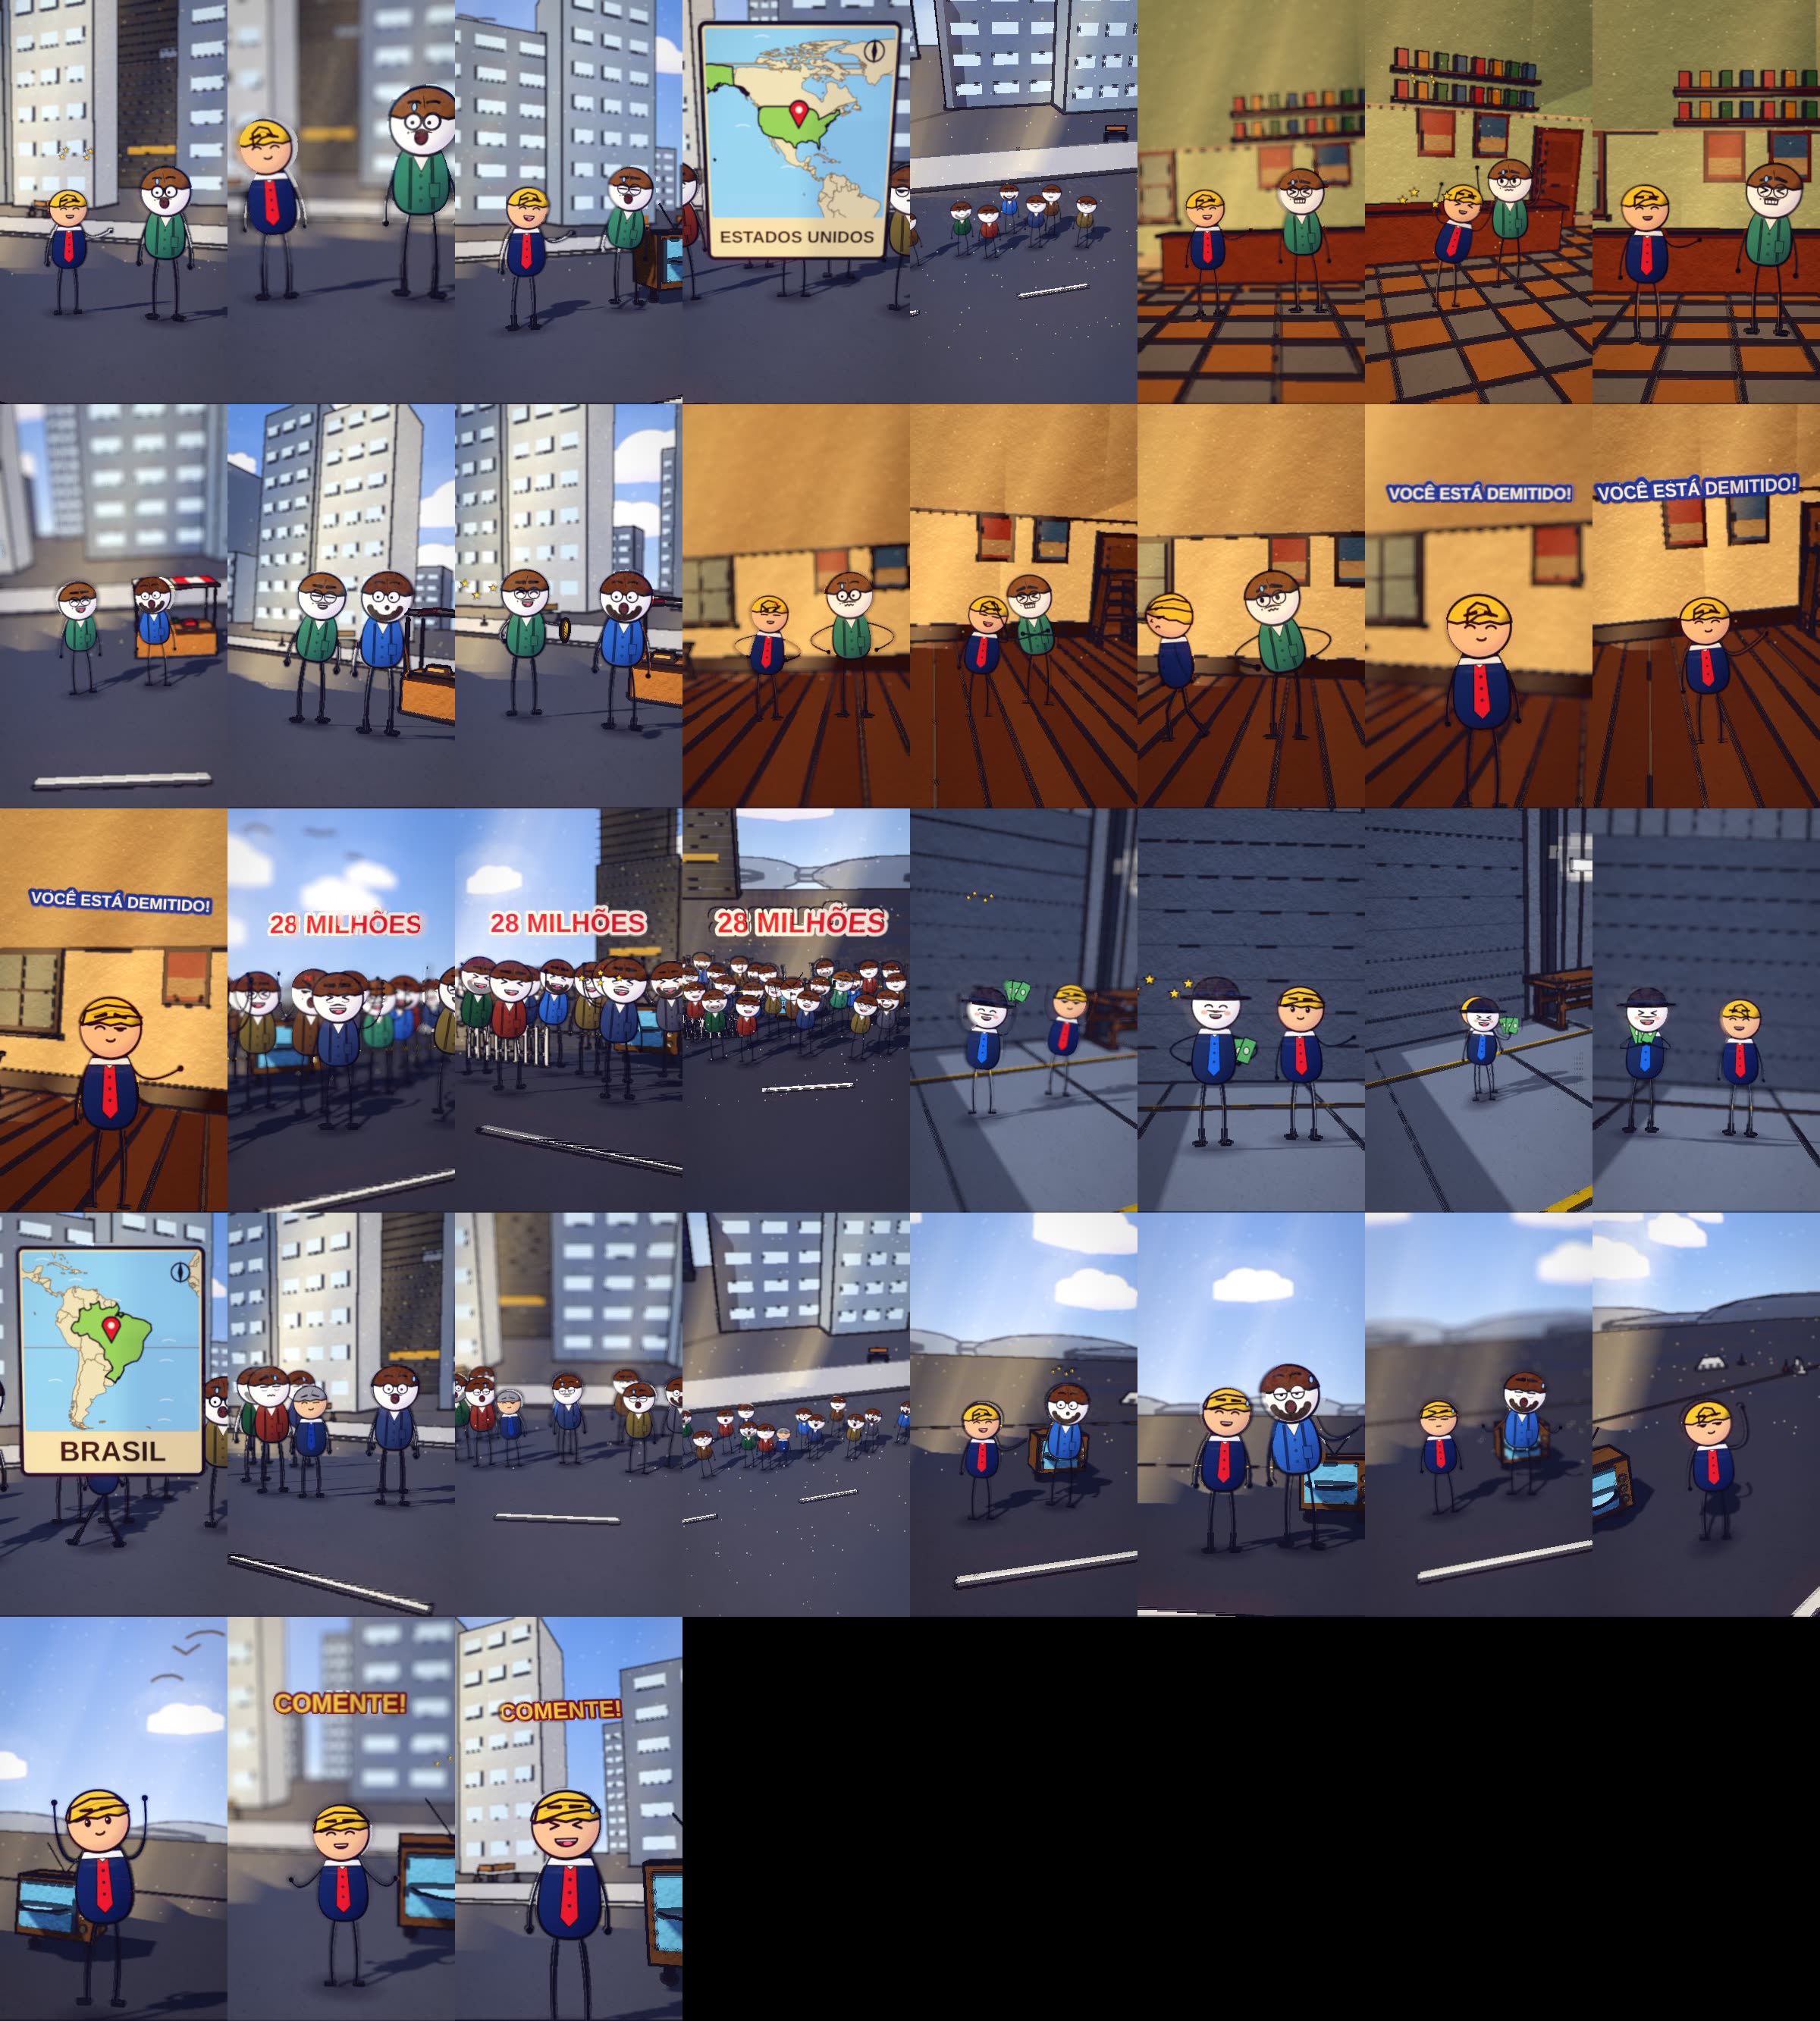 ESTADOS UNIDOS
VOCÊ ESTÁ DEMITIDO!
VOCÊ ESTÁ DEMITIDO!
VOCÊ ESTÁ DEMITIDO!
28 MILHÕES
28 MILHÕES
28 MILHÕES
BRASIL
COMENTE!
COMENTE!